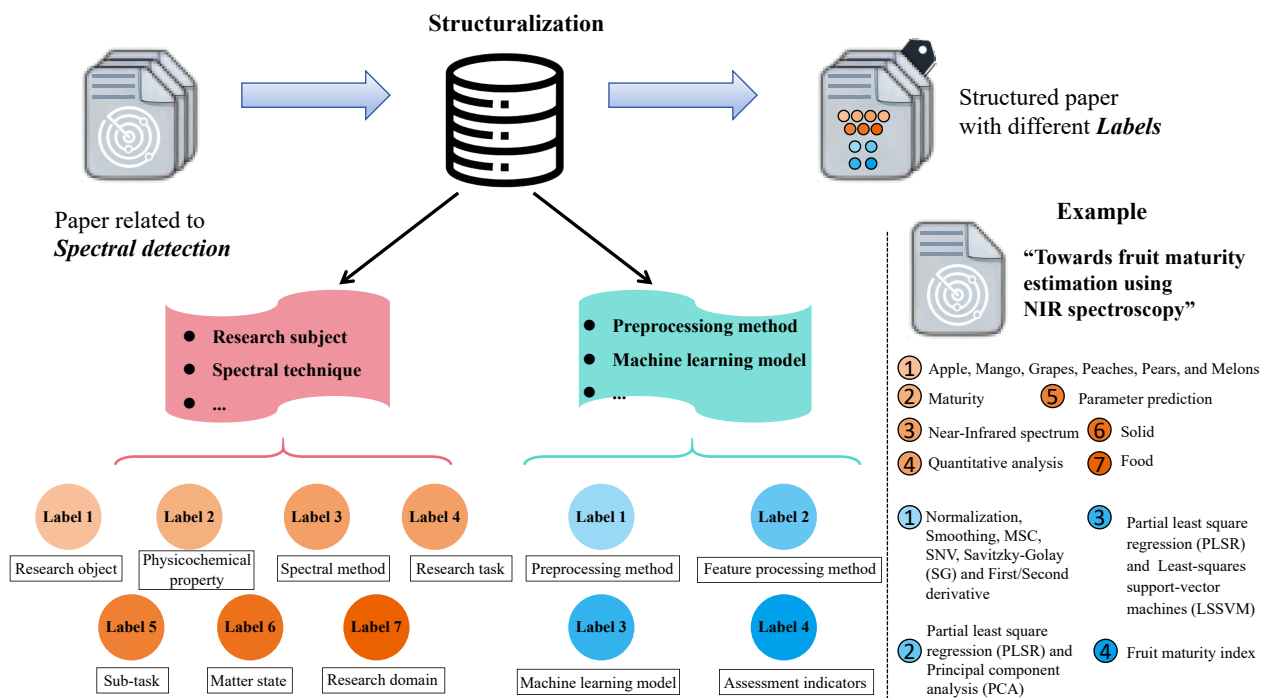 Structuralization
Paper related to
Spectral detection
Structured paper
with different Labels
● Research subject
● Spectral technique
● ...
● Preprocessiong method
● Machine learning model
● ...
Label 1
Label 2
Label 3
Label 4
Research object
Physicochemical
property
Spectral method
Research task
Label 5
Label 6
Label 7
Sub-task
Matter state
Research domain
Label 1
Label 2
Preprocessing method
Feature processing method
Label 3
Label 4
Machine learning model
Assessment indicators
Example
“Towards fruit maturity
estimation using
NIR spectroscopy”
1 Apple, Mango, Grapes, Peaches, Pears, and Melons
2 Maturity
5 Parameter prediction
3 Near-Infrared spectrum
6 Solid
4 Quantitative analysis
7 Food
1 Normalization,
Smoothing, MSC,
SNV, Savitzky-Golay
(SG) and First/Second
derivative
3 Partial least square
regression (PLSR)
and Least-squares
support-vector
machines (LSSVM)
2 Partial least square
regression (PLSR) and
Principal component
analysis (PCA)
4 Fruit maturity index